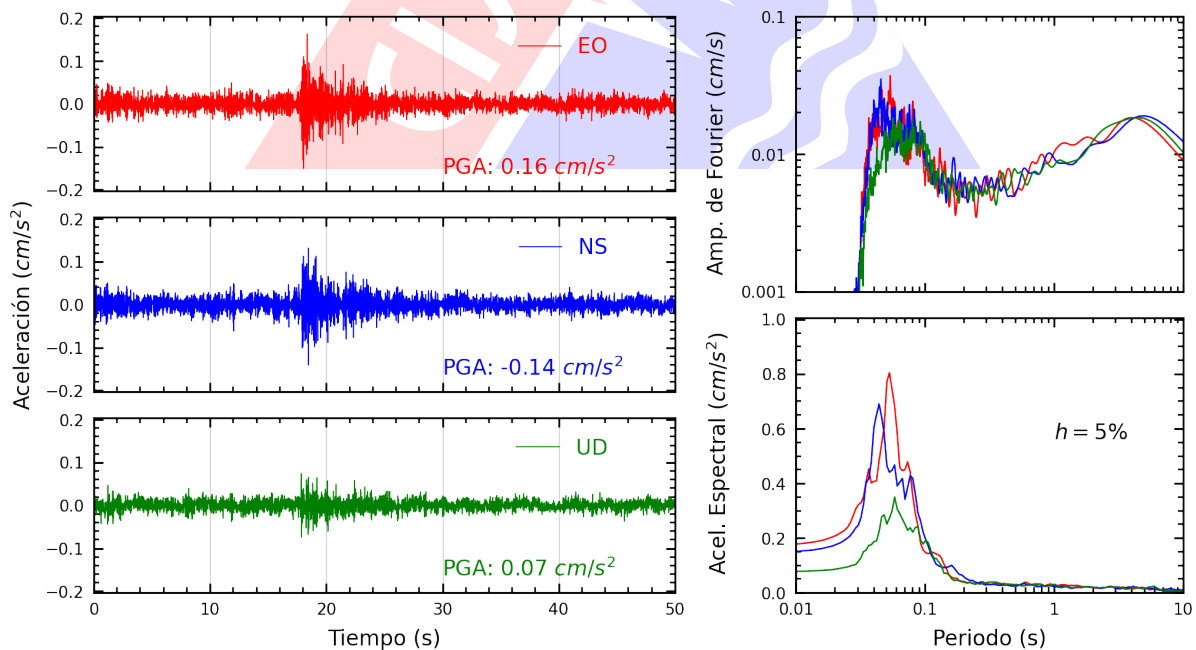 0.2
0.1
0.0
−0.1
−0.2
EO
PGA: 0.16 cm/s²
0.2
0.1
0.0
−0.1
−0.2
NS
PGA: -0.14 cm/s²
0.2
0.1
0.0
−0.1
−0.2
UD
PGA: 0.07 cm/s²
0 10 20 30 40 50
Tiempo (s)
Aceleración (cm/s²)
0.1
0.01
0.001
Amp. de Fourier (cm/s)
1.0
0.8
0.6
0.4
0.2
0.0
Acel. Espectral (cm/s²)
h = 5%
0.01 0.1 1 10
Periodo (s)